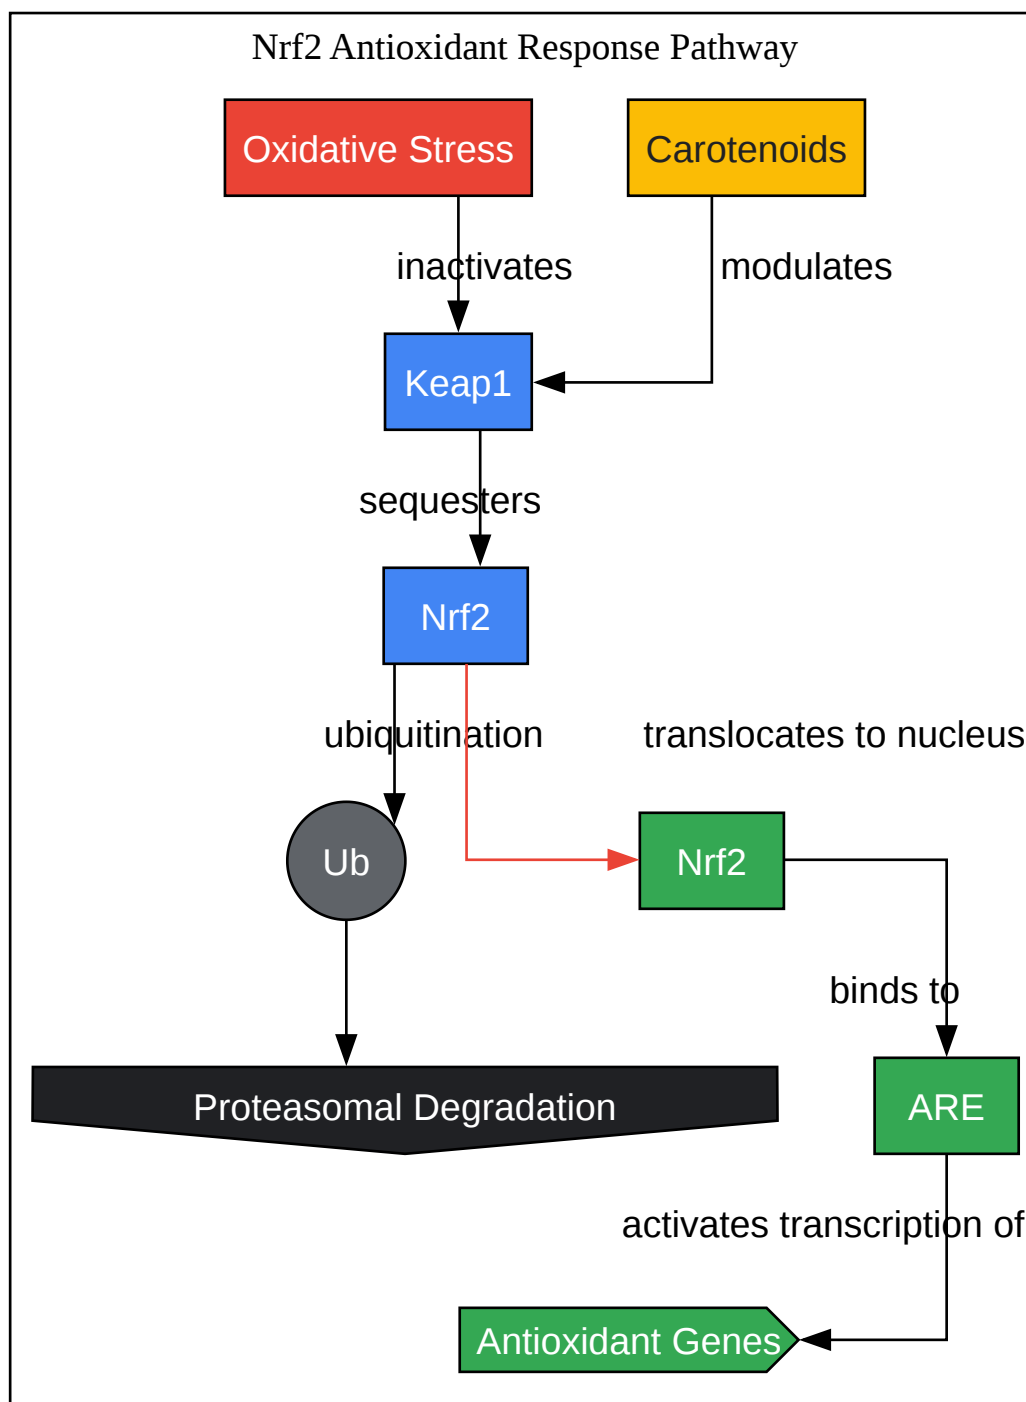 Nrf2 Antioxidant Response Pathway
Oxidative Stress
Carotenoids
inactivates
modulates
Keap1
sequesters
Nrf2
ubiquitination
translocates to nucleus
Ub
Nrf2
binds to
Proteasomal Degradation
ARE
activates transcription of
Antioxidant Genes